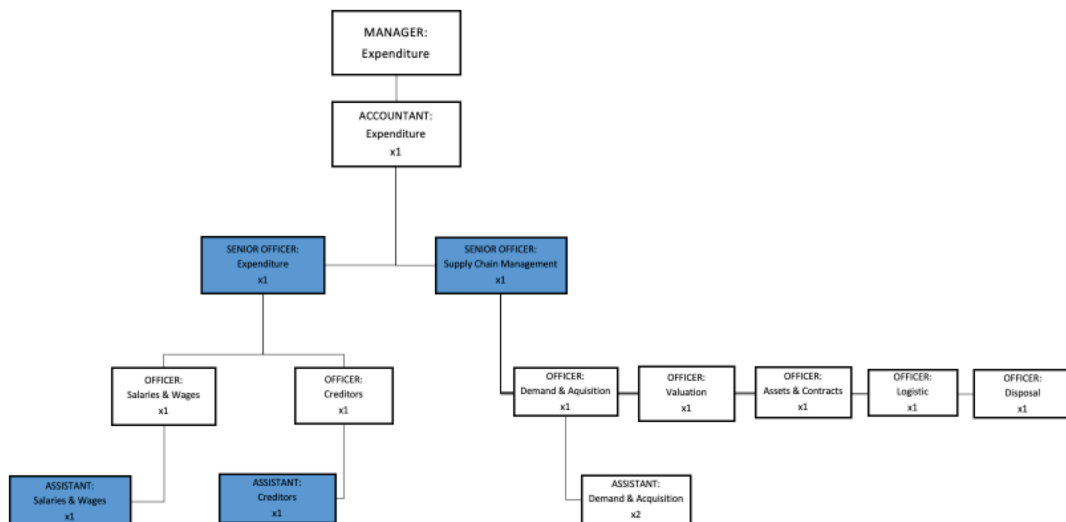 MANAGER:
Expenditure
ACCOUNTANT:
Expenditure
x1
SENIOR OFFICER:
Expenditure
x1
SENIOR OFFICER:
Supply Chain Management
x1
OFFICER:
Salaries & Wages
x1
OFFICER:
Creditors
x1
OFFICER:
Demand & Aquisition
x1
OFFICER:
Valuation
x1
OFFICER:
Assets & Contracts
x1
OFFICER:
Logistic
x1
OFFICER:
Disposal
x1
ASSISTANT:
Salaries & Wages
x1
ASSISTANT:
Creditors
x1
ASSISTANT:
Demand & Acquisition
x2